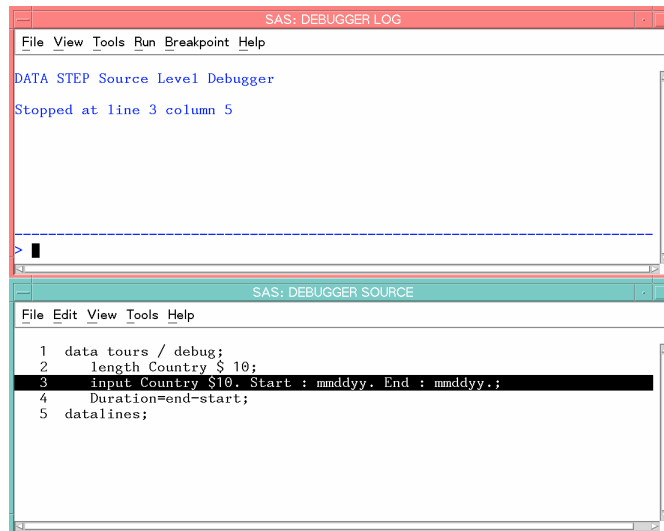 SAS: DEBUGGER LOG
File View Tools Run Breakpoint Help
DATA STEP Source Level Debugger
Stopped at line 3 column 5
>
SAS: DEBUGGER SOURCE
File Edit View Tools Help
1 data tours / debug;
2 length Country $ 10;
3 input Country $10. Start : mmddyy. End : mmddyy.;
4 Duration=end-start;
5 datalines;